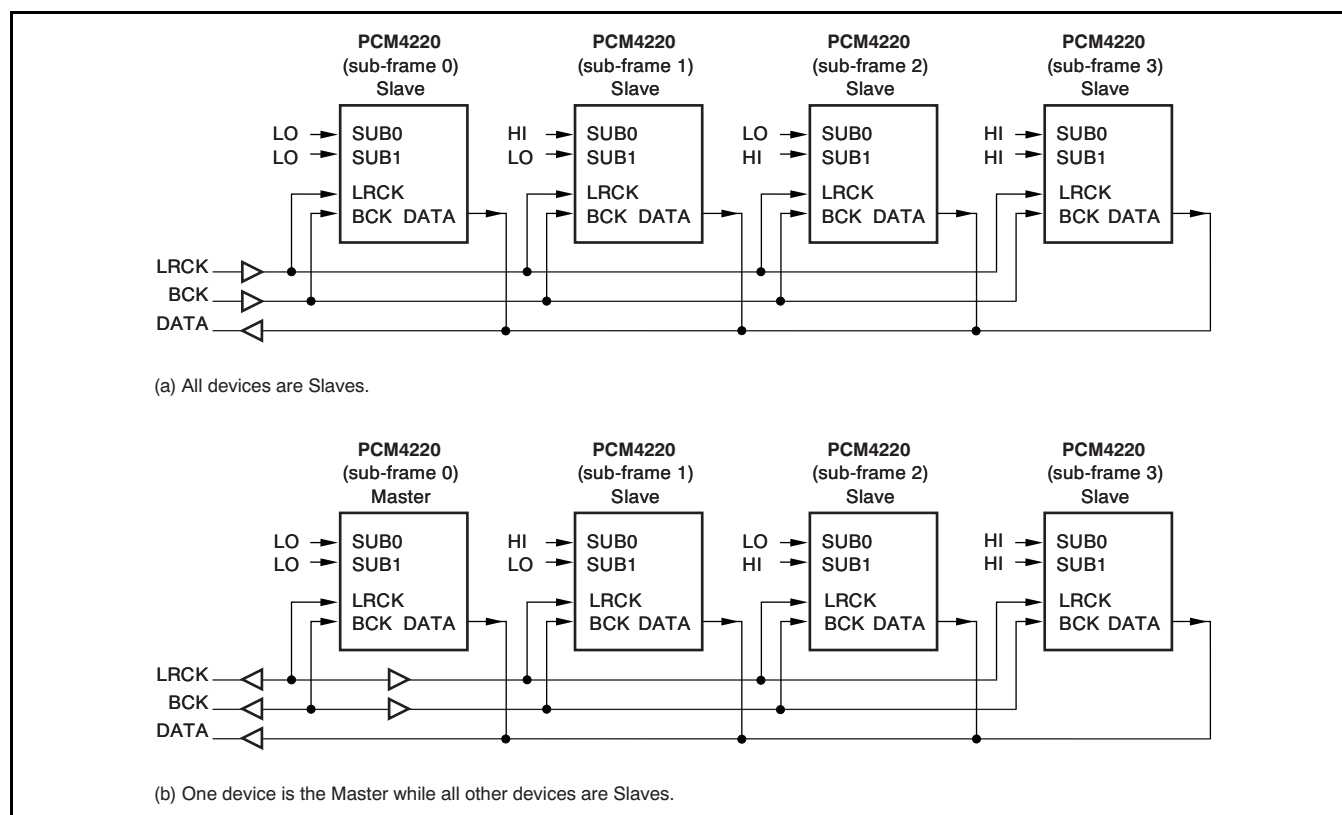 PCM4220 PCM4220 PCM4220 PCM4220
(sub-frame 0) (sub-frame 1) (sub-frame 2) (sub-frame 3)
Slave Slave Slave Slave
LO SUB0 HI SUB0 LO SUB0 HI SUB0
LO SUB1 LO SUB1 HI SUB1 HI SUB1
LRCK LRCK LRCK LRCK
BCK DATA BCK DATA BCK DATA BCK DATA
LRCK
BCK
DATA
(a) All devices are Slaves.
PCM4220 PCM4220 PCM4220 PCM4220
(sub-frame 0) (sub-frame 1) (sub-frame 2) (sub-frame 3)
Master Slave Slave Slave
LO SUB0 HI SUB0 LO SUB0 HI SUB0
LO SUB1 LO SUB1 HI SUB1 HI SUB1
LRCK LRCK LRCK LRCK
BCK DATA BCK DATA BCK DATA BCK DATA
LRCK
BCK
DATA
(b) One device is the Master while all other devices are Slaves.